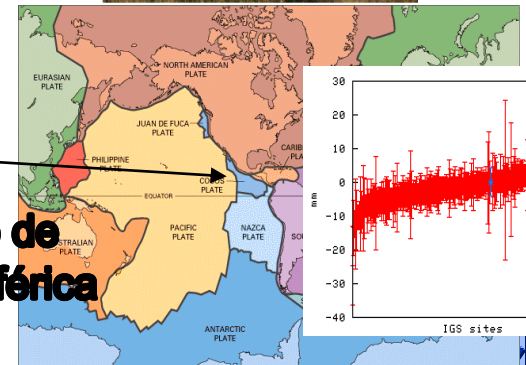 EURASIAN
PLATE
NORTH AMERICAN
PLATE
JUAN DE FUCA
PLATE
PHILIPPINE
PLATE
PLATE
EQUATOR
PACIFIC
PLATE
NAZCA
PLATE
PLATE
ANTARCTIC
PLATE
de
férica
30
20
10
0
-10
-20
-30
-40
mm
IGS sites